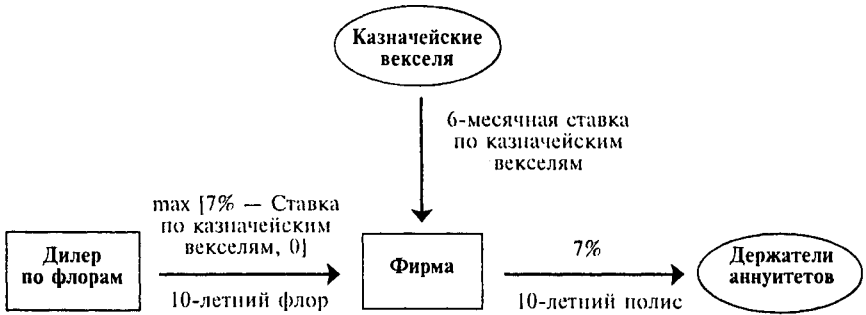 Казначейские
векселя
6-месячная ставка
по казначейским
векселям
max [7% — Ставка
по казначейским
векселям, 0]
Дилер
по флорам
10-летний флор
Фирма
7%
10-летний полис
Держатели
аннуитетов